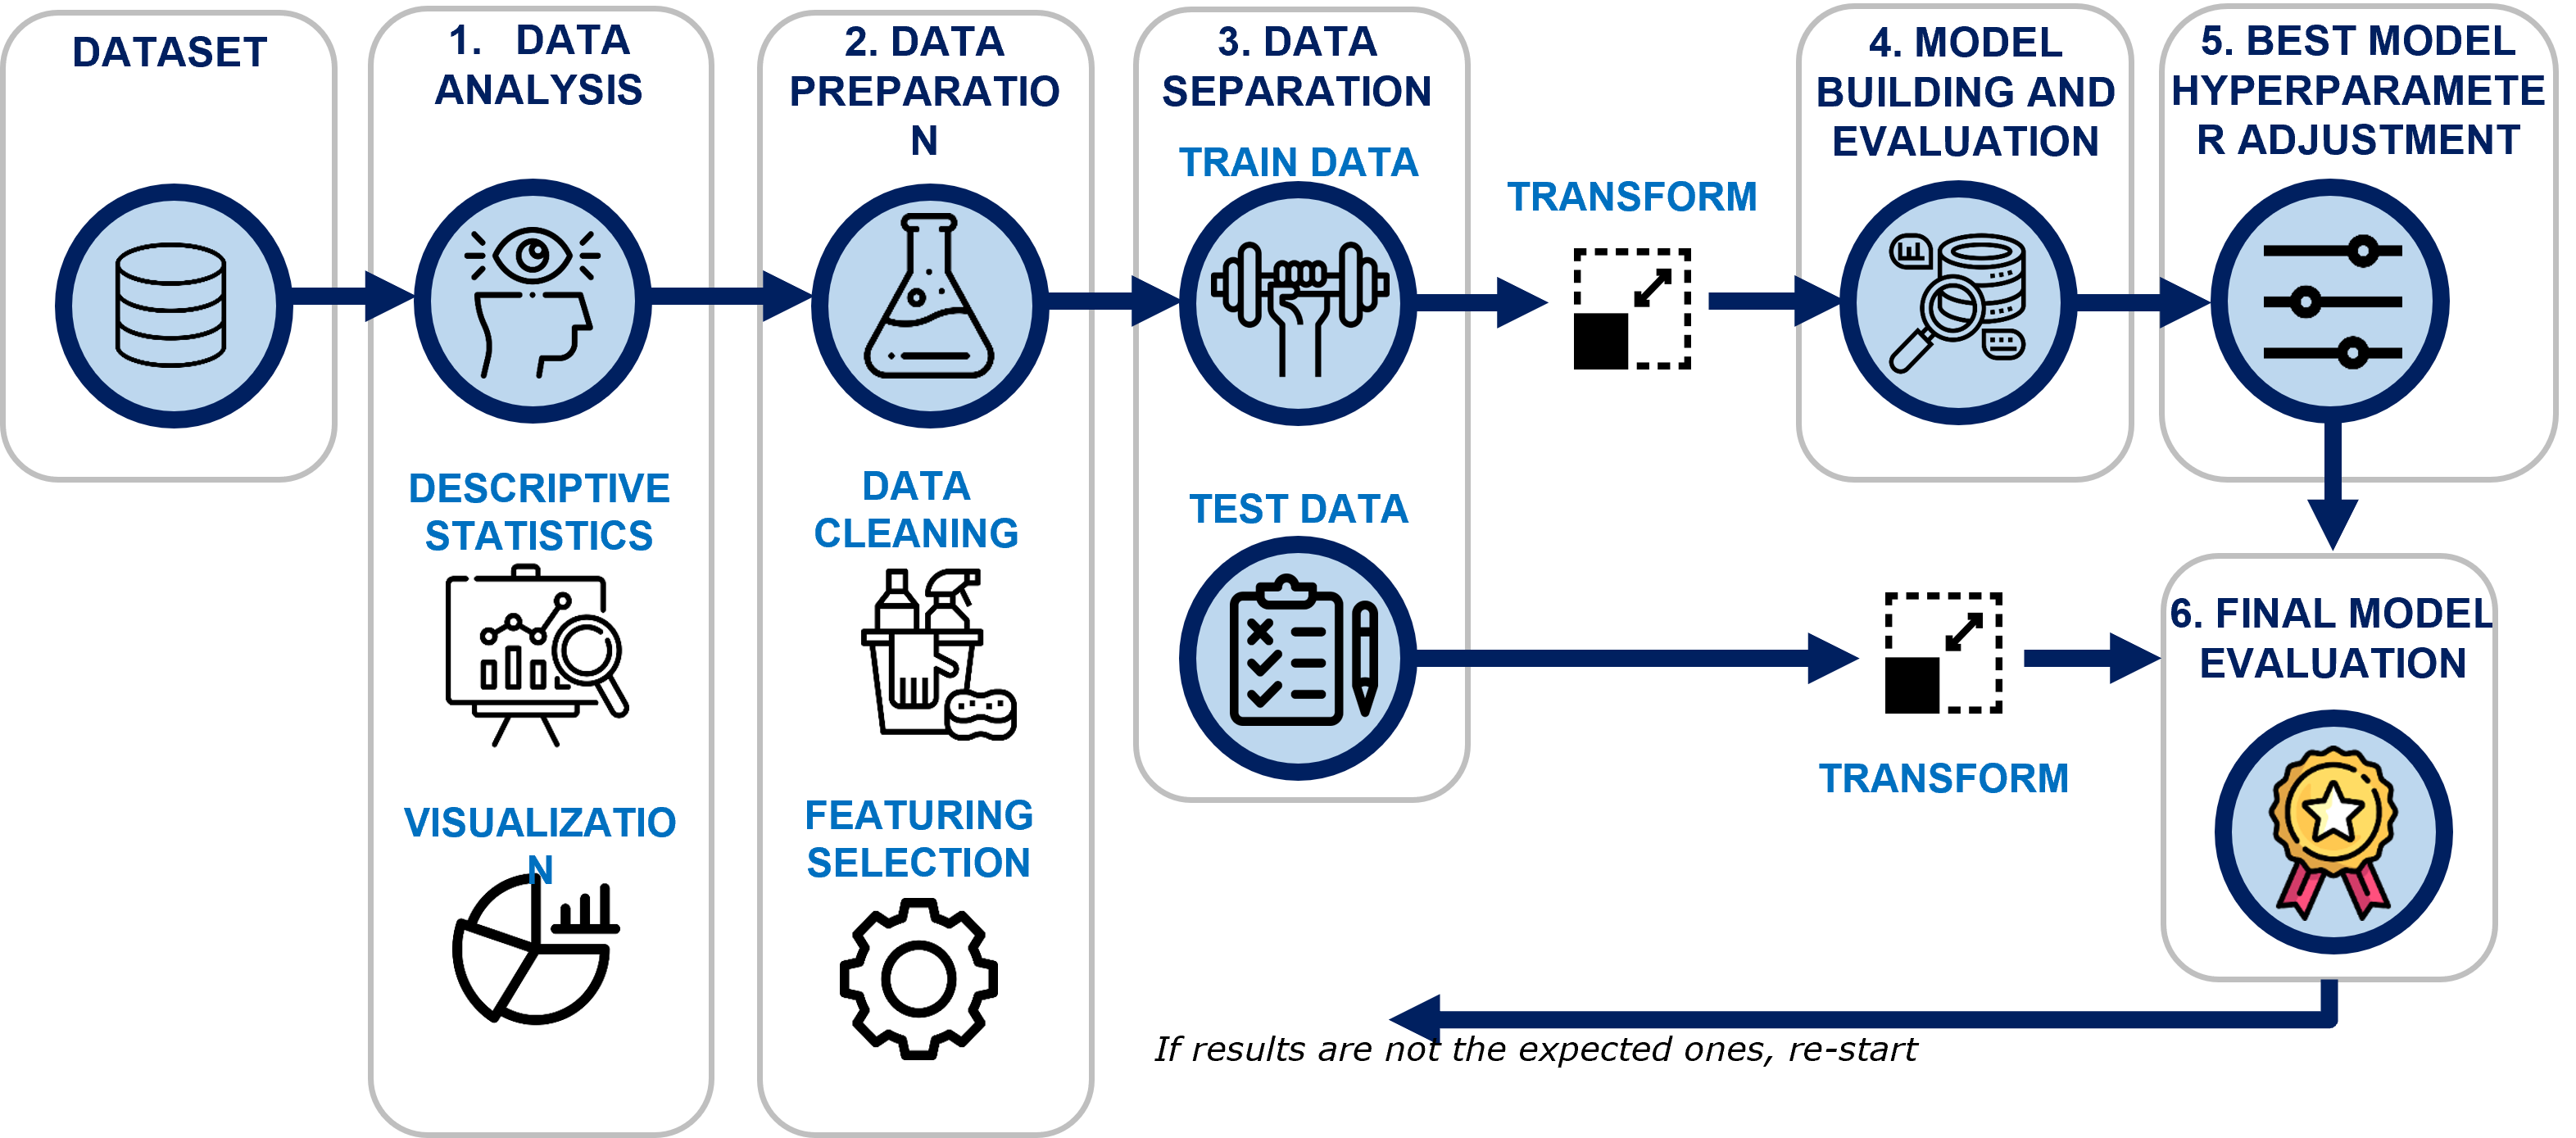 DATASET
1. DATA
ANALYSIS
DESCRIPTIVE
STATISTICS
VISUALIZATIO
N
2. DATA
PREPARATIO
N
DATA
CLEANING
FEATURING
SELECTION
3. DATA
SEPARATION
TRAIN DATA
TEST DATA
TRANSFORM
4. MODEL
BUILDING AND
EVALUATION
5. BEST MODEL
HYPERPARAMETE
R ADJUSTMENT
TRANSFORM
6. FINAL MODEL
EVALUATION
If results are not the expected ones, re-start